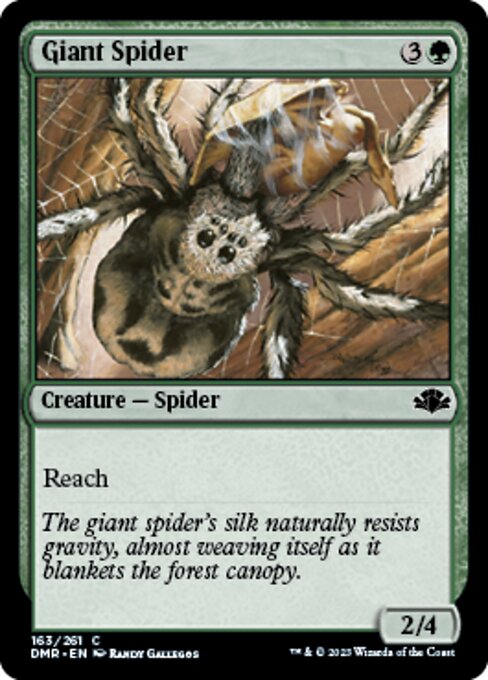 Giant Spider 3
Creature — Spider
Reach
The giant spider's silk naturally resists
gravity, almost weaving itself as it
blankets the forest canopy.
2/4
163/261 C
DMR • EN Randy Gallegos
™ & © 2023 Wizards of the Coast